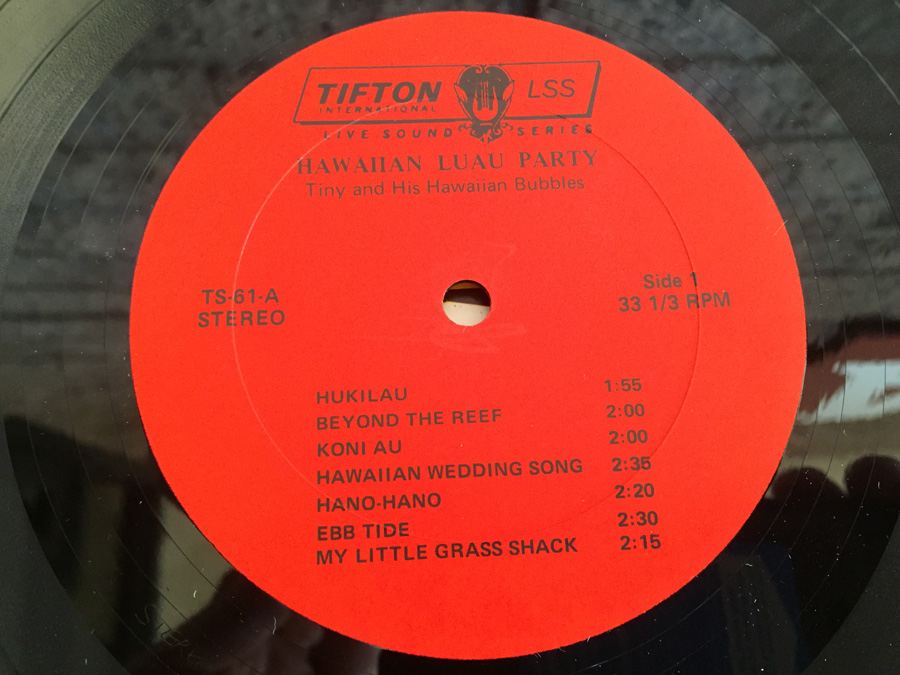 TIFTON LSS
INTERNATIONAL
LIVE SOUND SERIES
HAWAIIAN LUAU PARTY
Tiny and His Hawaiian Bubbles
TS-61-A
STEREO
Side 1
33 1/3 RPM
HUKILAU 1:55
BEYOND THE REEF 2:00
KONI AU 2:00
HAWAIIAN WEDDING SONG 2:35
HANO-HANO 2:20
EBB TIDE 2:30
MY LITTLE GRASS SHACK 2:15